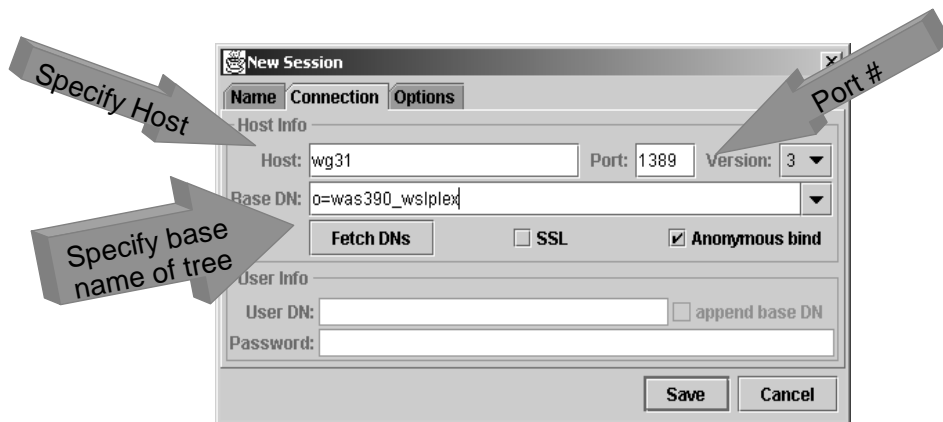 New Session
Name Connection Options
Specify Host
Port #
Host Info
Host: wg31 Port: 1389 Version: 3
Base DN: o=was390_wslplex
Fetch DNs SSL Anonymous bind
Specify base
name of tree
User Info
User DN: append base DN
Password:
Save Cancel